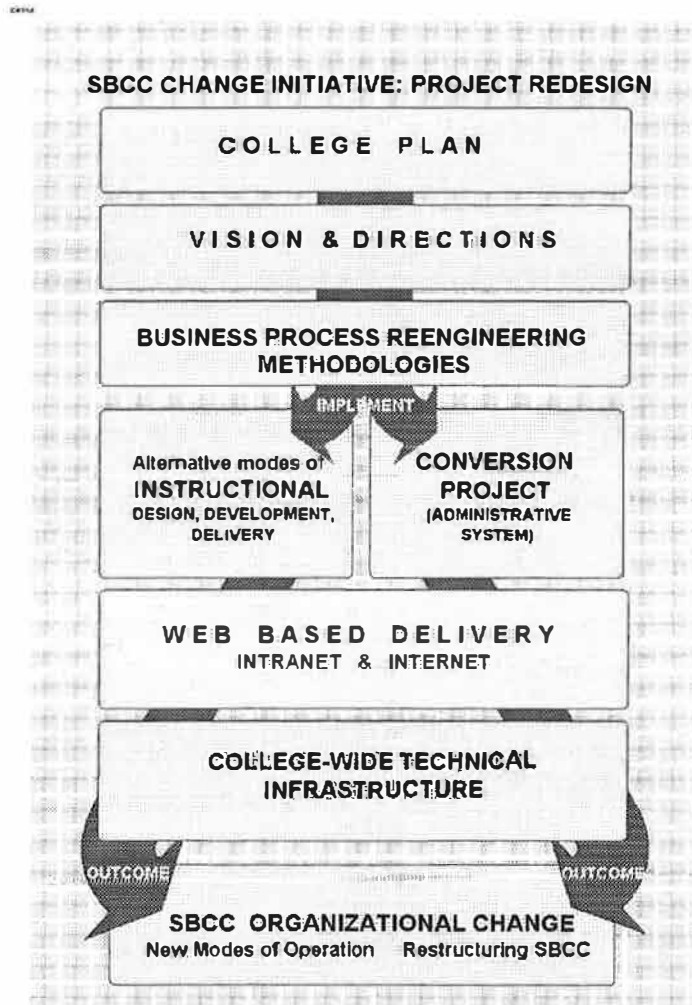 SBCC CHANGE INITIATIVE: PROJECT REDESIGN
COLLEGE PLAN
VISION & DIRECTIONS
BUSINESS PROCESS REENGINEERING
METHODOLOGIES
IMPLEMENT
Alternative modes of
INSTRUCTIONAL
DESIGN, DEVELOPMENT,
DELIVERY
CONVERSION
PROJECT
(ADMINISTRATIVE
SYSTEM)
WEB BASED DELIVERY
INTRANET & INTERNET
COLLEGE-WIDE TECHNICAL
INFRASTRUCTURE
OUTCOME
OUTCOME
SBCC ORGANIZATIONAL CHANGE
New Modes of Operation Restructuring SBCC